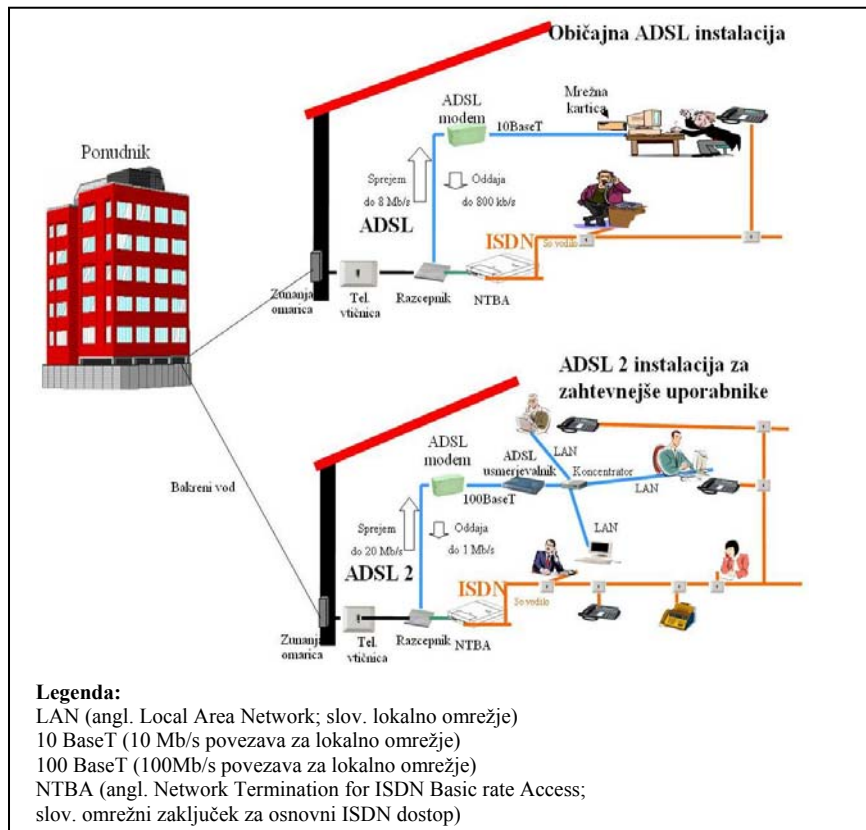 Običajna ADSL instalacija
Ponudnik
ADSL
modem
10BaseT
Mrežna
kartica
Sprejem
do 8 Mb/s
Oddaja
do 800 kb/s
ADSL
ISDN
So vodilo
Zunanja
omarica
Tel.
vtičnica
Razcepnik
NTBA
Bakreni vod
ADSL 2 instalacija za
zahtevnejše uporabnike
ADSL
modem
100BaseT
ADSL
usmerjevalnik
Koncentrator
LAN
LAN
LAN
Sprejem
do 20 Mb/s
Oddaja
do 1 Mb/s
ADSL 2
ISDN
So vodilo
Zunanja
omarica
Tel.
vtičnica
Razcepnik
NTBA
Legenda:
LAN (angl. Local Area Network; slov. lokalno omrežje)
10 BaseT (10 Mb/s povezava za lokalno omrežje)
100 BaseT (100Mb/s povezava za lokalno omrežje)
NTBA (angl. Network Termination for ISDN Basic rate Access;
slov. omrežni zaključek za osnovni ISDN dostop)